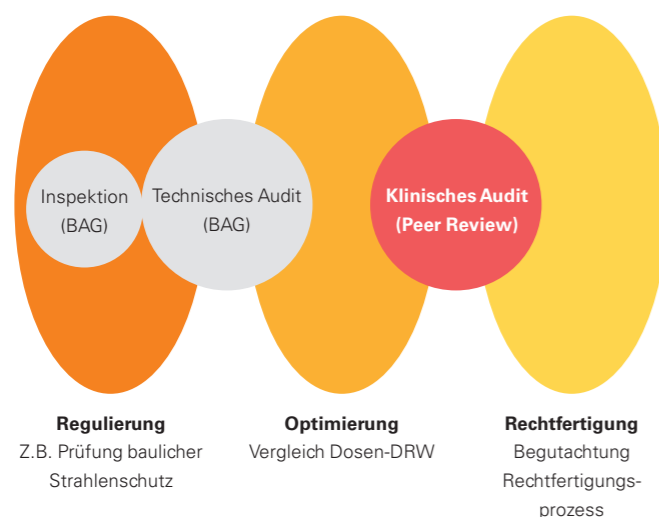 Inspektion
(BAG)
Technisches Audit
(BAG)
Klinisches Audit
(Peer Review)
Regulierung
Z.B. Prüfung baulicher
Strahlenschutz
Optimierung
Vergleich Dosen-DRW
Rechtfertigung
Begutachtung
Rechtfertigungs-
prozess